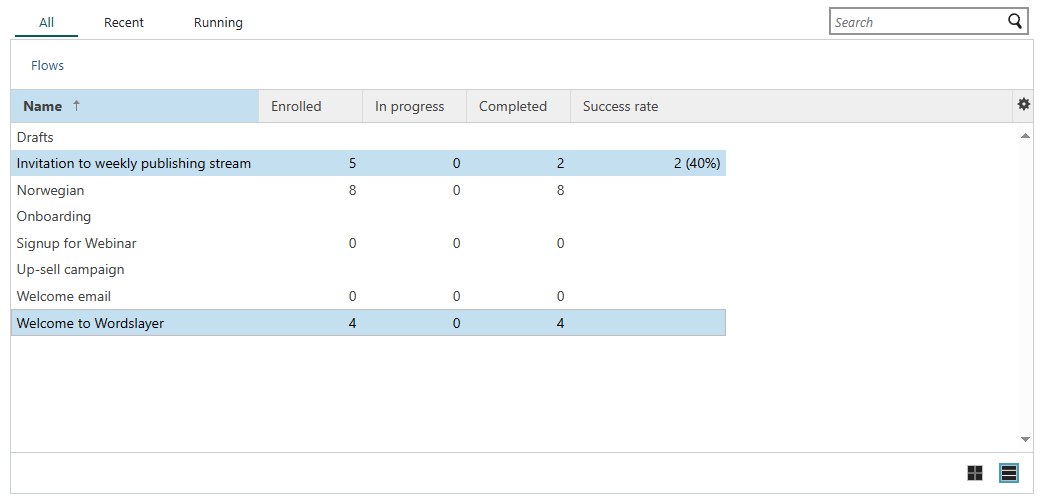 All Recent Running Search
Flows
Name ↑ Enrolled In progress Completed Success rate
Drafts
Invitation to weekly publishing stream 5 0 2 2 (40%)
Norwegian 8 0 8
Onboarding
Signup for Webinar 0 0 0
Up-sell campaign
Welcome email 0 0 0
Welcome to Wordslayer 4 0 4